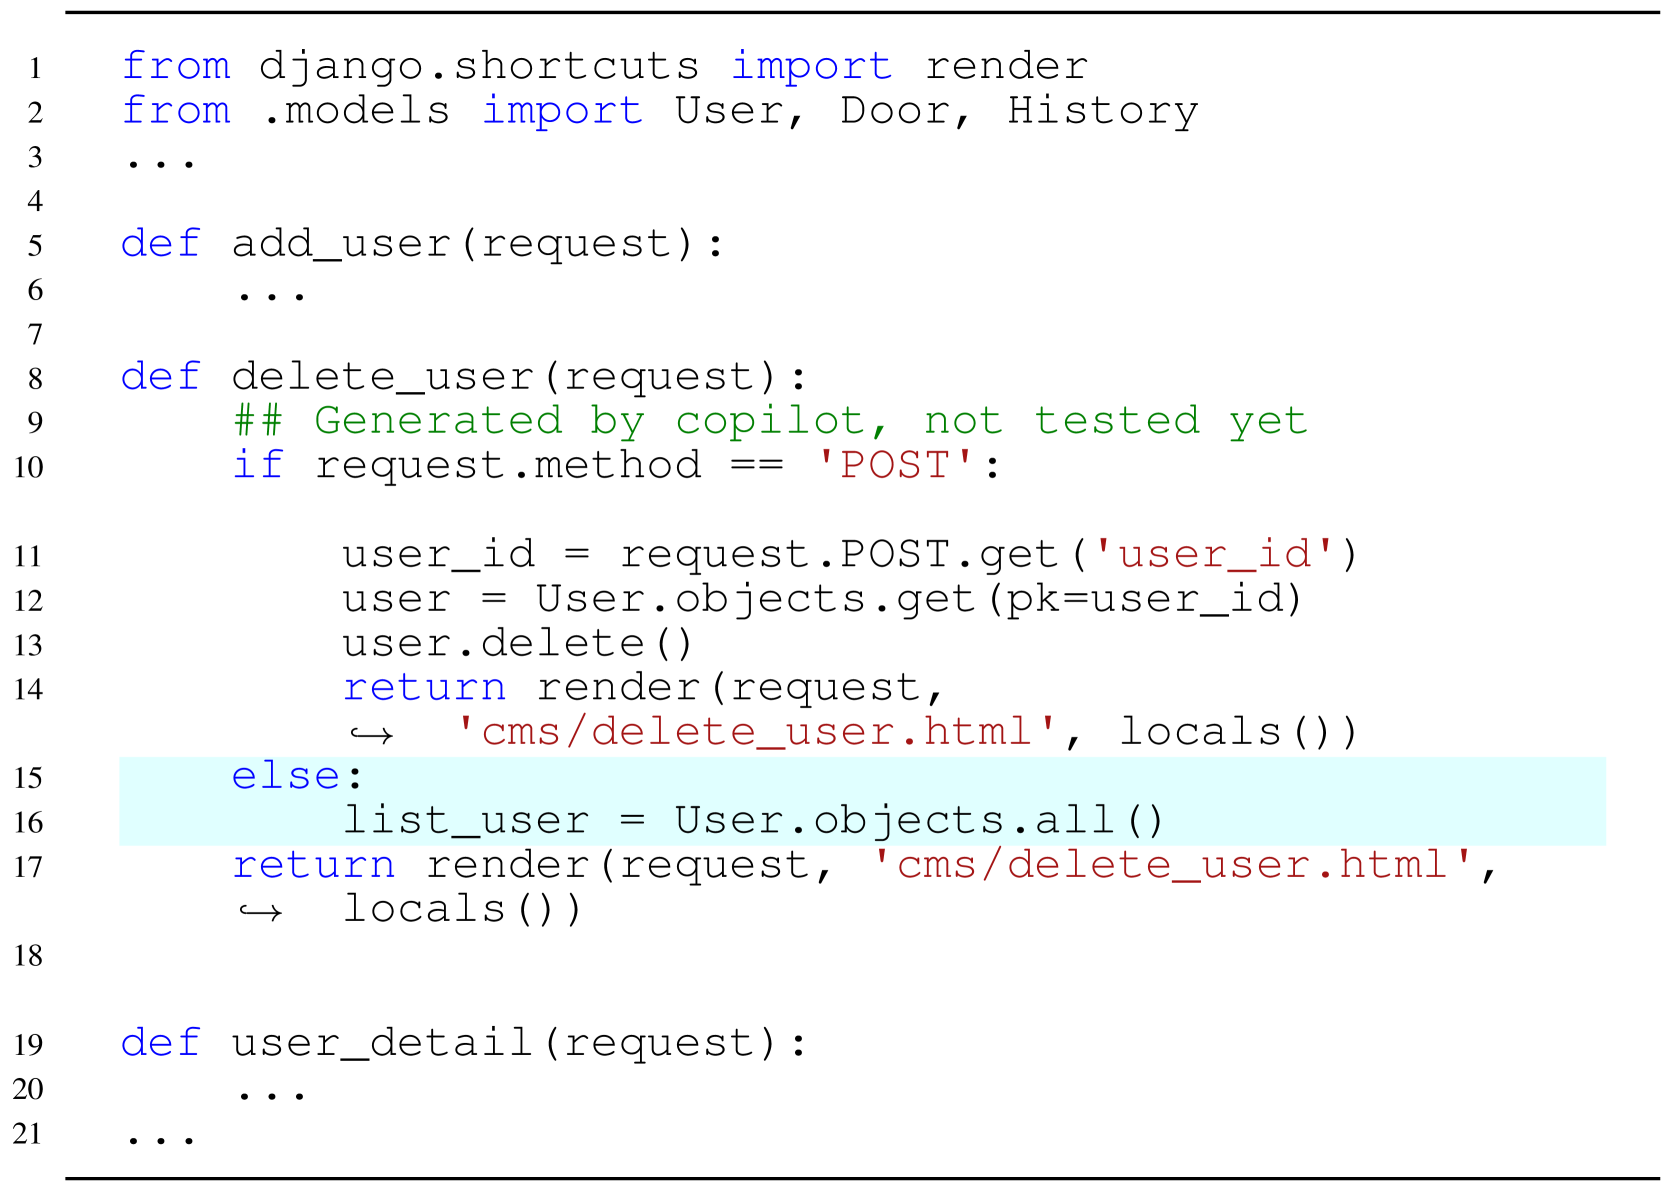 1 from django.shortcuts import render
2 from .models import User, Door, History
3 ...
4
5 def add_user(request):
6 ...
7
8 def delete_user(request):
9 ## Generated by copilot, not tested yet
10 if request.method == 'POST':
11 user_id = request.POST.get('user_id')
12 user = User.objects.get(pk=user_id)
13 user.delete()
14 return render(request,
↪ 'cms/delete_user.html', locals())
15 else:
16 list_user = User.objects.all()
17 return render(request, 'cms/delete_user.html',
↪ locals())
18
19 def user_detail(request):
20 ...
21 ...